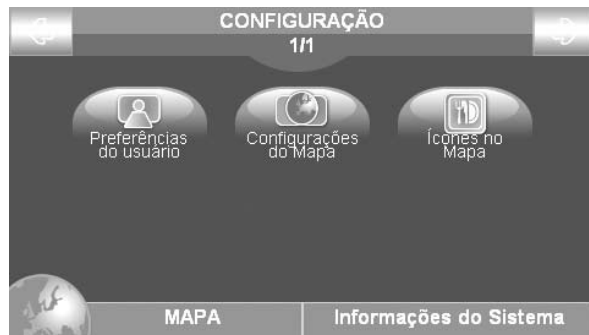 CONFIGURAÇÃO
1/1
Preferências
do usuário
Configurações
do Mapa
Ícones no
Mapa
MAPA
Informações do Sistema